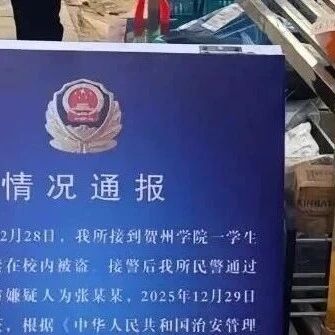 情况通报
2月28日，我所接到贺州学院一学生
在校内被盗。接警后我所民警通过
嫌疑人为张某某，2025年12月29日
，根据《中华人民共和国治安管理